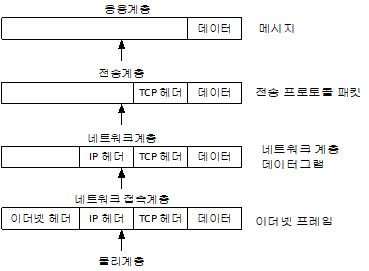 응용계층
데이터 메시지
전송계층
TCP 헤더 데이터 전송 프로토콜 패킷
네트워크계층
IP 헤더 TCP 헤더 데이터 네트워크 계층
데이터그램
네트워크 접속계층
이더넷 헤더 IP 헤더 TCP 헤더 데이터 이더넷 프레임
물리계층